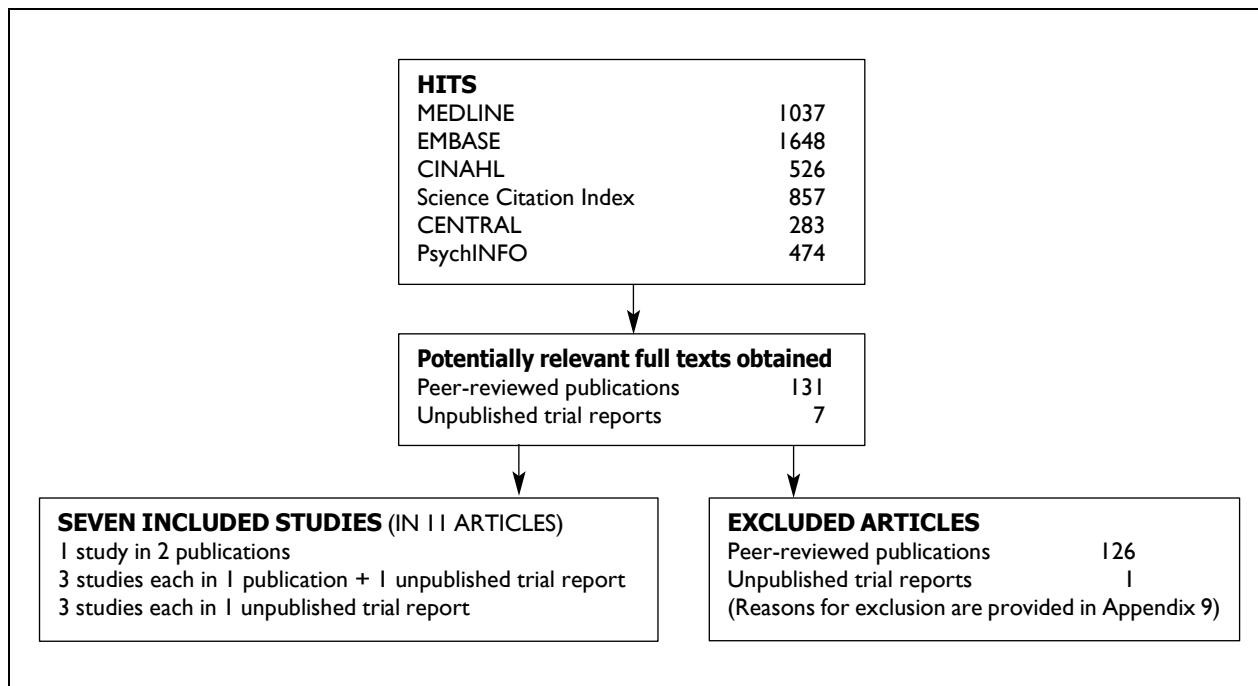 HITS
MEDLINE 1037
EMBASE 1648
CINAHL 526
Science Citation Index 857
CENTRAL 283
PsychINFO 474
Potentially relevant full texts obtained
Peer-reviewed publications 131
Unpublished trial reports 7
SEVEN INCLUDED STUDIES (IN 11 ARTICLES)
1 study in 2 publications
3 studies each in 1 publication + 1 unpublished trial report
3 studies each in 1 unpublished trial report
EXCLUDED ARTICLES
Peer-reviewed publications 126
Unpublished trial reports 1
(Reasons for exclusion are provided in Appendix 9)